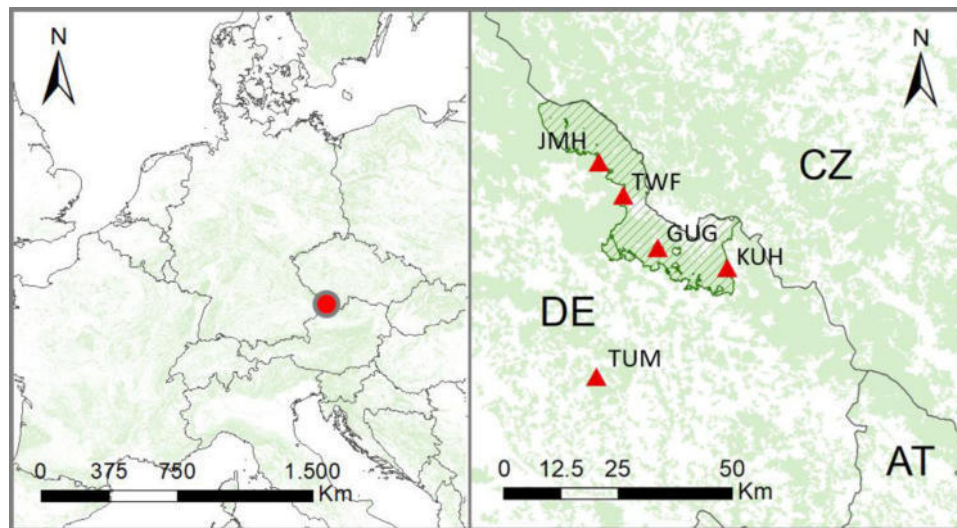 N
0 375 750 1.500
Km
N
JMH
CZ
TWF
GUG
KUH
DE
TUM
0 12.5 25 50
Km
AT